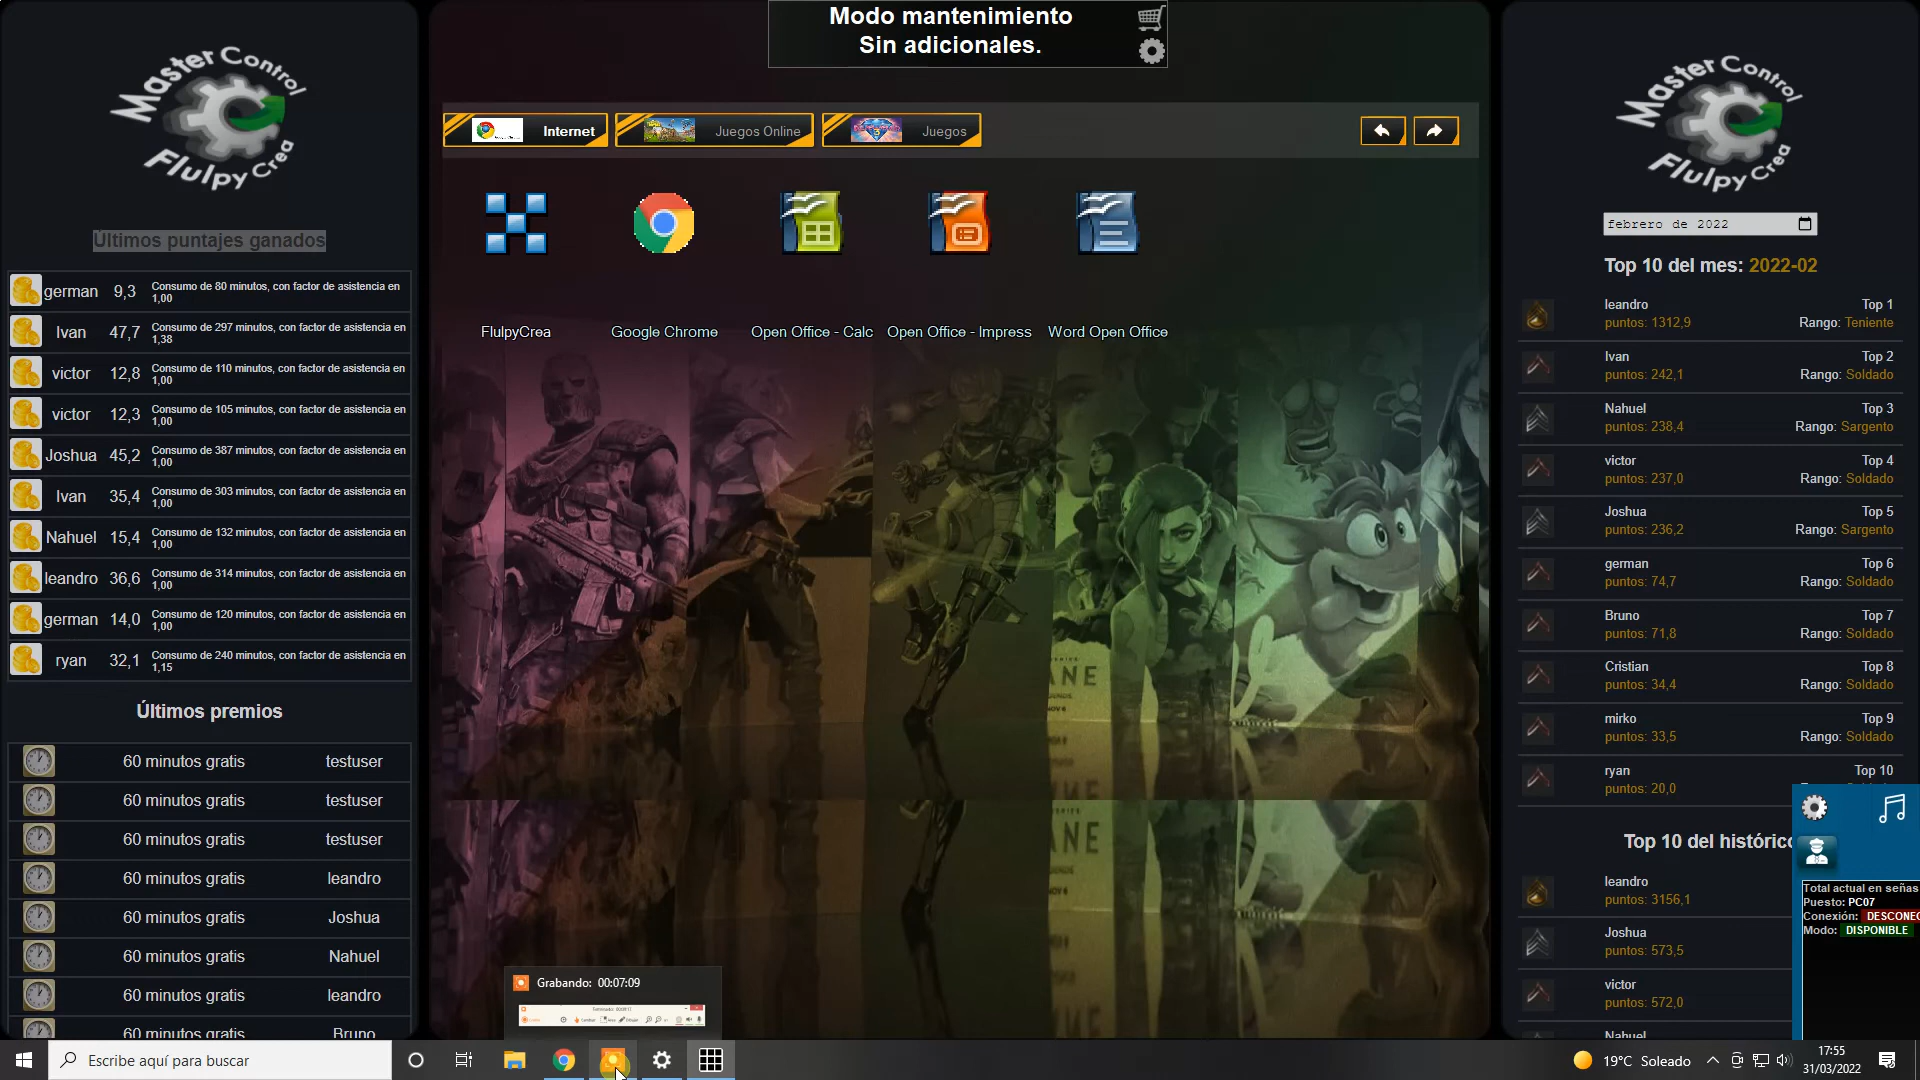 Master Control
Flulpy Crea
Últimos puntajes ganados
german 9,3 Consumo de 80 minutos, con factor de asistencia en
1,00
Ivan 47,7 Consumo de 297 minutos, con factor de asistencia en
1,38
victor 12,8 Consumo de 110 minutos, con factor de asistencia en
1,00
victor 12,3 Consumo de 105 minutos, con factor de asistencia en
1,00
Joshua 45,2 Consumo de 387 minutos, con factor de asistencia en
1,00
Ivan 35,4 Consumo de 303 minutos, con factor de asistencia en
1,00
Nahuel 15,4 Consumo de 132 minutos, con factor de asistencia en
1,00
leandro 36,6 Consumo de 314 minutos, con factor de asistencia en
1,00
german 14,0 Consumo de 120 minutos, con factor de asistencia en
1,00
ryan 32,1 Consumo de 240 minutos, con factor de asistencia en
1,15
Últimos premios
60 minutos gratis testuser
60 minutos gratis testuser
60 minutos gratis testuser
60 minutos gratis leandro
60 minutos gratis Joshua
60 minutos gratis Nahuel
60 minutos gratis leandro
60 minutos gratis Bruno
Modo mantenimiento
Sin adicionales.
Internet Juegos Online Juegos
FlulpyCrea Google Chrome Open Office - Calc Open Office - Impress Word Open Office
ANE
ANE
Grabando: 00:07:09
Master Control
Flulpy Crea
febrero de 2022
Top 10 del mes: 2022-02
leandro Top 1
puntos: 1312,9 Rango: Teniente
Ivan Top 2
puntos: 242,1 Rango: Soldado
Nahuel Top 3
puntos: 238,4 Rango: Sargento
victor Top 4
puntos: 237,0 Rango: Soldado
Joshua Top 5
puntos: 236,2 Rango: Sargento
german Top 6
puntos: 74,7 Rango: Soldado
Bruno Top 7
puntos: 71,8 Rango: Soldado
Cristian Top 8
puntos: 34,4 Rango: Soldado
mirko Top 9
puntos: 33,5 Rango: Soldado
ryan Top 10
puntos: 20,0
Top 10 del histórico
leandro
puntos: 3156,1
Joshua
puntos: 573,5
victor
puntos: 572,0
Nahuel
Total actual en señas
Puesto: PC07
Conexión: DESCONEC
Modo: DISPONIBLE
Escribe aquí para buscar
19°C Soleado
17:55
31/03/2022